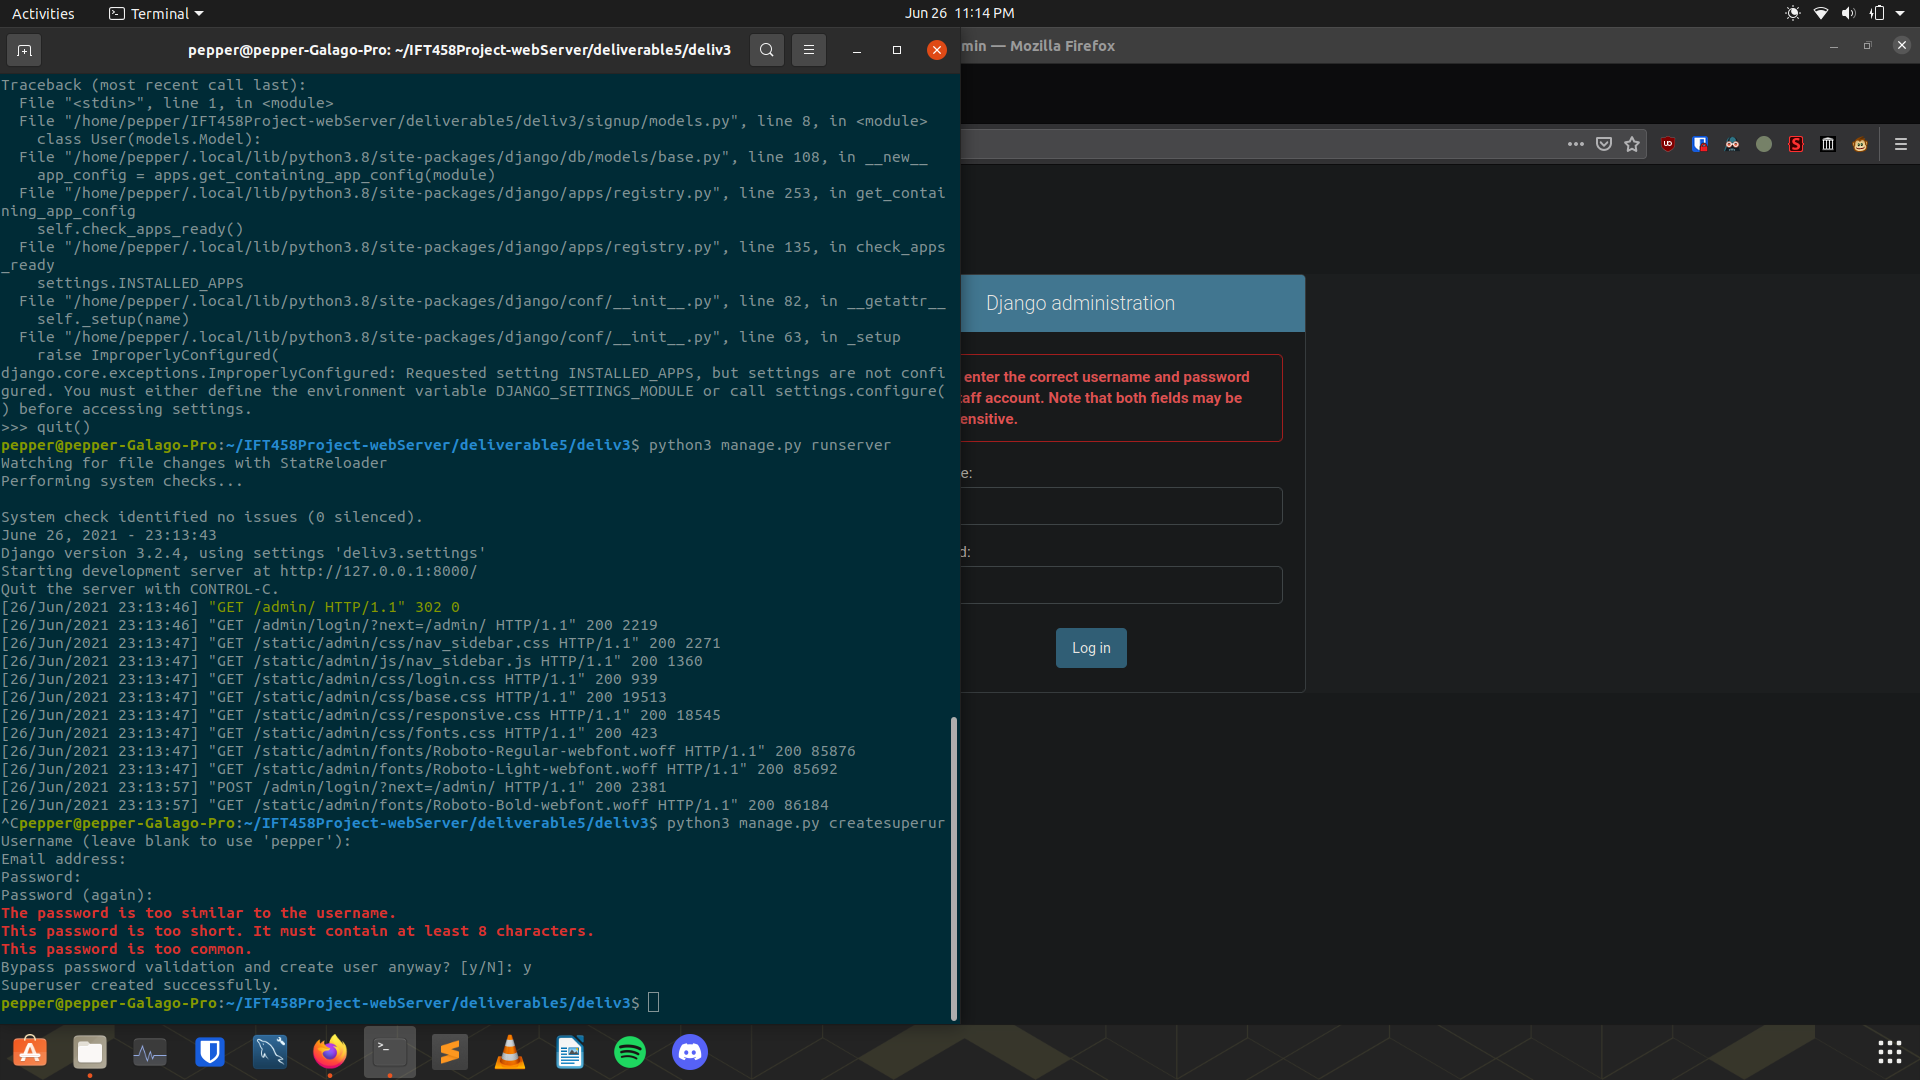 Activities
Terminal
Jun 26 11:14 PM
pepper@pepper-Galago-Pro: ~/IFT458Project-webServer/deliverable5/deliv3
min — Mozilla Firefox
Traceback (most recent call last):
  File "<stdin>", line 1, in <module>
  File "/home/pepper/IFT458Project-webServer/deliverable5/deliv3/signup/models.py", line 8, in <module>
    class User(models.Model):
  File "/home/pepper/.local/lib/python3.8/site-packages/django/db/models/base.py", line 108, in __new__
    app_config = apps.get_containing_app_config(module)
  File "/home/pepper/.local/lib/python3.8/site-packages/django/apps/registry.py", line 253, in get_contai
ning_app_config
    self.check_apps_ready()
  File "/home/pepper/.local/lib/python3.8/site-packages/django/apps/registry.py", line 135, in check_apps
_ready
    settings.INSTALLED_APPS
  File "/home/pepper/.local/lib/python3.8/site-packages/django/conf/__init__.py", line 82, in __getattr__
    self._setup(name)
  File "/home/pepper/.local/lib/python3.8/site-packages/django/conf/__init__.py", line 63, in _setup
    raise ImproperlyConfigured(
django.core.exceptions.ImproperlyConfigured: Requested setting INSTALLED_APPS, but settings are not confi
gured. You must either define the environment variable DJANGO_SETTINGS_MODULE or call settings.configure(
) before accessing settings.
>>> quit()
pepper@pepper-Galago-Pro:~/IFT458Project-webServer/deliverable5/deliv3$ python3 manage.py runserver
Watching for file changes with StatReloader
Performing system checks...
System check identified no issues (0 silenced).
June 26, 2021 - 23:13:43
Django version 3.2.4, using settings 'deliv3.settings'
Starting development server at http://127.0.0.1:8000/
Quit the server with CONTROL-C.
[26/Jun/2021 23:13:46] "GET /admin/ HTTP/1.1" 302 0
[26/Jun/2021 23:13:46] "GET /admin/login/?next=/admin/ HTTP/1.1" 200 2219
[26/Jun/2021 23:13:47] "GET /static/admin/css/nav_sidebar.css HTTP/1.1" 200 2271
[26/Jun/2021 23:13:47] "GET /static/admin/js/nav_sidebar.js HTTP/1.1" 200 1360
[26/Jun/2021 23:13:47] "GET /static/admin/css/login.css HTTP/1.1" 200 939
[26/Jun/2021 23:13:47] "GET /static/admin/css/base.css HTTP/1.1" 200 19513
[26/Jun/2021 23:13:47] "GET /static/admin/css/responsive.css HTTP/1.1" 200 18545
[26/Jun/2021 23:13:47] "GET /static/admin/css/fonts.css HTTP/1.1" 200 423
[26/Jun/2021 23:13:47] "GET /static/admin/fonts/Roboto-Regular-webfont.woff HTTP/1.1" 200 85876
[26/Jun/2021 23:13:47] "GET /static/admin/fonts/Roboto-Light-webfont.woff HTTP/1.1" 200 85692
[26/Jun/2021 23:13:57] "POST /admin/login/?next=/admin/ HTTP/1.1" 200 2381
[26/Jun/2021 23:13:57] "GET /static/admin/fonts/Roboto-Bold-webfont.woff HTTP/1.1" 200 86184
^Cpepper@pepper-Galago-Pro:~/IFT458Project-webServer/deliverable5/deliv3$ python3 manage.py createsuperur
Username (leave blank to use 'pepper'):
Email address:
Password:
Password (again):
The password is too similar to the username.
This password is too short. It must contain at least 8 characters.
This password is too common.
Bypass password validation and create user anyway? [y/N]: y
Superuser created successfully.
pepper@pepper-Galago-Pro:~/IFT458Project-webServer/deliverable5/deliv3$
Django administration
enter the correct username and password
aff account. Note that both fields may be
ensitive.
e:
d:
Log in